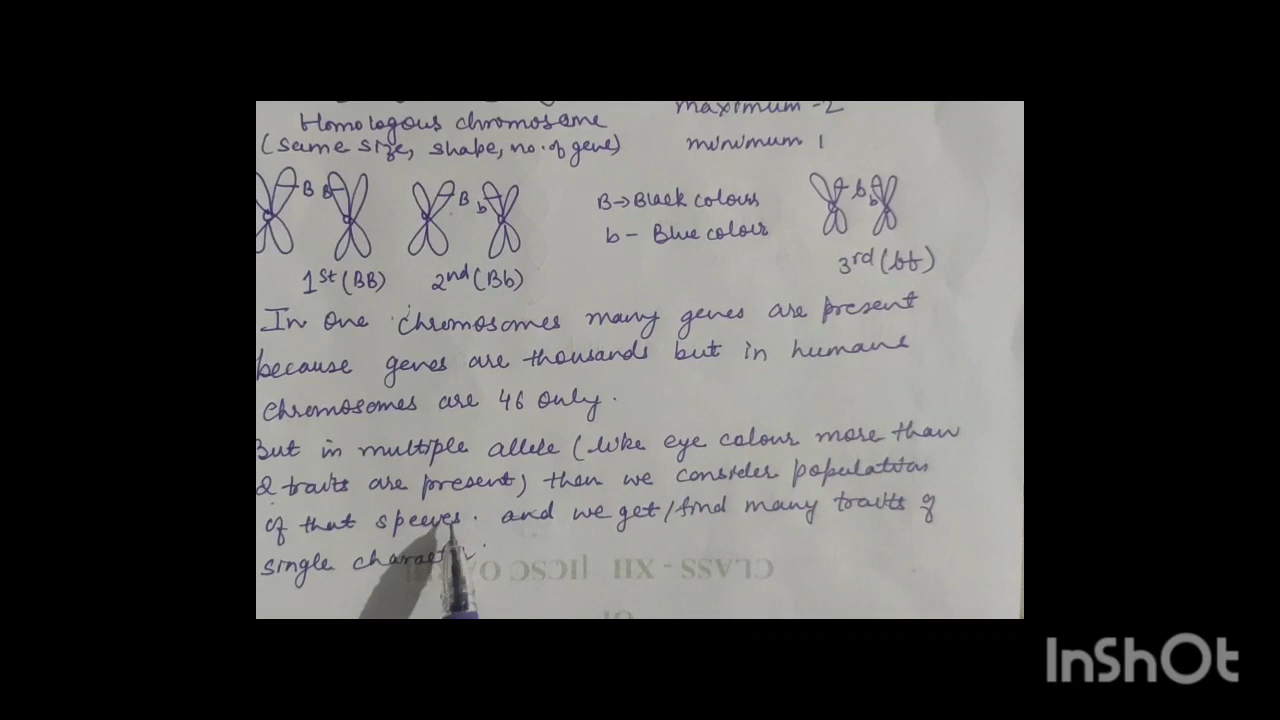 maximum -2
Homologous chromosome
(same size, shape, no. of gene)
minimum 1
B B
B b
B → Black colour
b - Blue colour
b b
1st (BB)
2nd (Bb)
3rd (bb)
In one chromosomes many genes are present
because genes are thousands but in humans
chromosomes are 46 only.
But in multiple allele (like eye colour more than
2 traits are present) then we consider population
of that species. and we get/find many traits of
single
CLASS - XII
InShOt